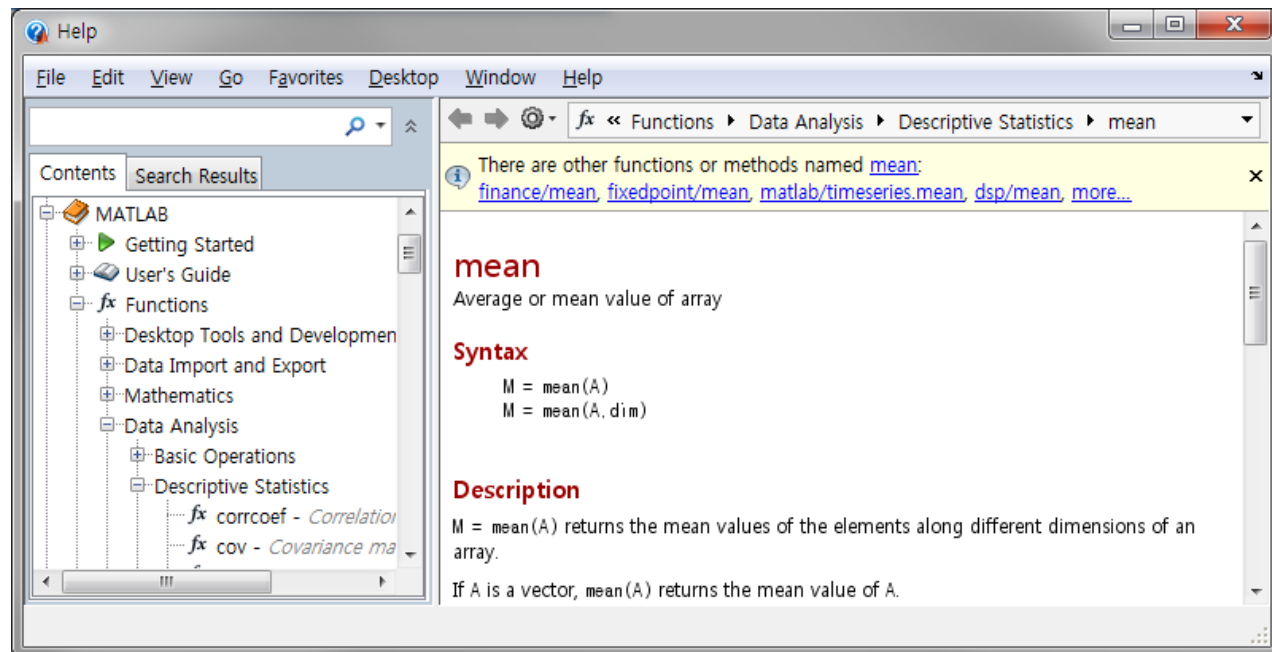 Help
File Edit View Go Favorites Desktop Window Help
Contents Search Results
MATLAB
Getting Started
User's Guide
fx Functions
Desktop Tools and Developmen
Data Import and Export
Mathematics
Data Analysis
Basic Operations
Descriptive Statistics
fx corrcoef - Correlation
fx cov - Covariance ma
fx « Functions ▶ Data Analysis ▶ Descriptive Statistics ▶ mean
There are other functions or methods named mean:
finance/mean, fixedpoint/mean, matlab/timeseries.mean, dsp/mean, more...
mean
Average or mean value of array
Syntax
M = mean(A)
M = mean(A,dim)
Description
M = mean(A) returns the mean values of the elements along different dimensions of an
array.
If A is a vector, mean(A) returns the mean value of A.